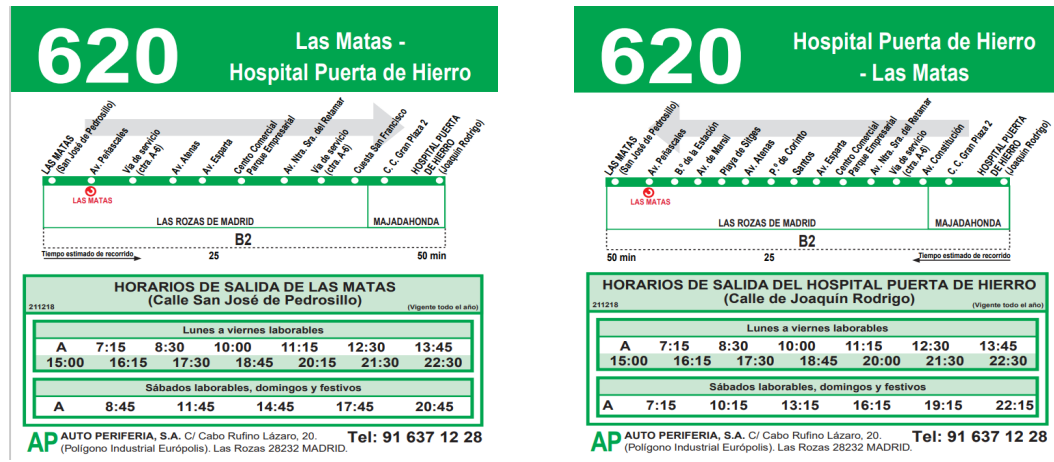 620
Las Matas -
Hospital Puerta de Hierro
LAS MATAS
(San José de Pedrosillo)
Av. Peñascales
Vía de servicio
(ctra. A-6)
Av. Atenas
Av. Esparta
Centro Comercial
Parque Empresarial
Av. Ntra. Sra. del Retamar
Vía de servicio
(ctra. A-6)
Cuesta San Francisco
C. C. Gran Plaza 2
HOSPITAL PUERTA
DE HIERRO
(Joaquín Rodrigo)
LAS MATAS
LAS ROZAS DE MADRID
MAJADAHONDA
B2
Tiempo estimado de recorrido
25
50 min
HORARIOS DE SALIDA DE LAS MATAS
(Calle San José de Pedrosillo)
211218
(Vigente todo el año)
Lunes a viernes laborables
A 7:15 8:30 10:00 11:15 12:30 13:45
15:00 16:15 17:30 18:45 20:15 21:30 22:30
Sábados laborables, domingos y festivos
A 8:45 11:45 14:45 17:45 20:45
AP AUTO PERIFERIA, S.A. C/ Cabo Rufino Lázaro, 20.
(Polígono Industrial Európolis). Las Rozas 28232 MADRID.
Tel: 91 637 12 28
620
Hospital Puerta de Hierro
- Las Matas
LAS MATAS
(San José de Pedrosillo)
Av. Peñascales
B.º de la Estación
Av. de Marsil
Playa de Sitges
Av. Atenas
P.º de Corinto
Santos
Av. Esparta
Centro Comercial
Parque Empresarial
Av. Ntra. Sra. del Retamar
Vía de servicio
(ctra. A-6)
Av. Constitución
C. C. Gran Plaza 2
HOSPITAL PUERTA
DE HIERRO
(Joaquín Rodrigo)
LAS MATAS
LAS ROZAS DE MADRID
MAJADAHONDA
B2
50 min
25
Tiempo estimado de recorrido
HORARIOS DE SALIDA DEL HOSPITAL PUERTA DE HIERRO
(Calle de Joaquín Rodrigo)
211218
(Vigente todo el año)
Lunes a viernes laborables
A 7:15 8:30 10:00 11:15 12:30 13:45
15:00 16:15 17:30 18:45 20:00 21:30 22:30
Sábados laborables, domingos y festivos
A 7:15 10:15 13:15 16:15 19:15 22:15
AP AUTO PERIFERIA, S.A. C/ Cabo Rufino Lázaro, 20.
(Polígono Industrial Európolis). Las Rozas 28232 MADRID.
Tel: 91 637 12 28